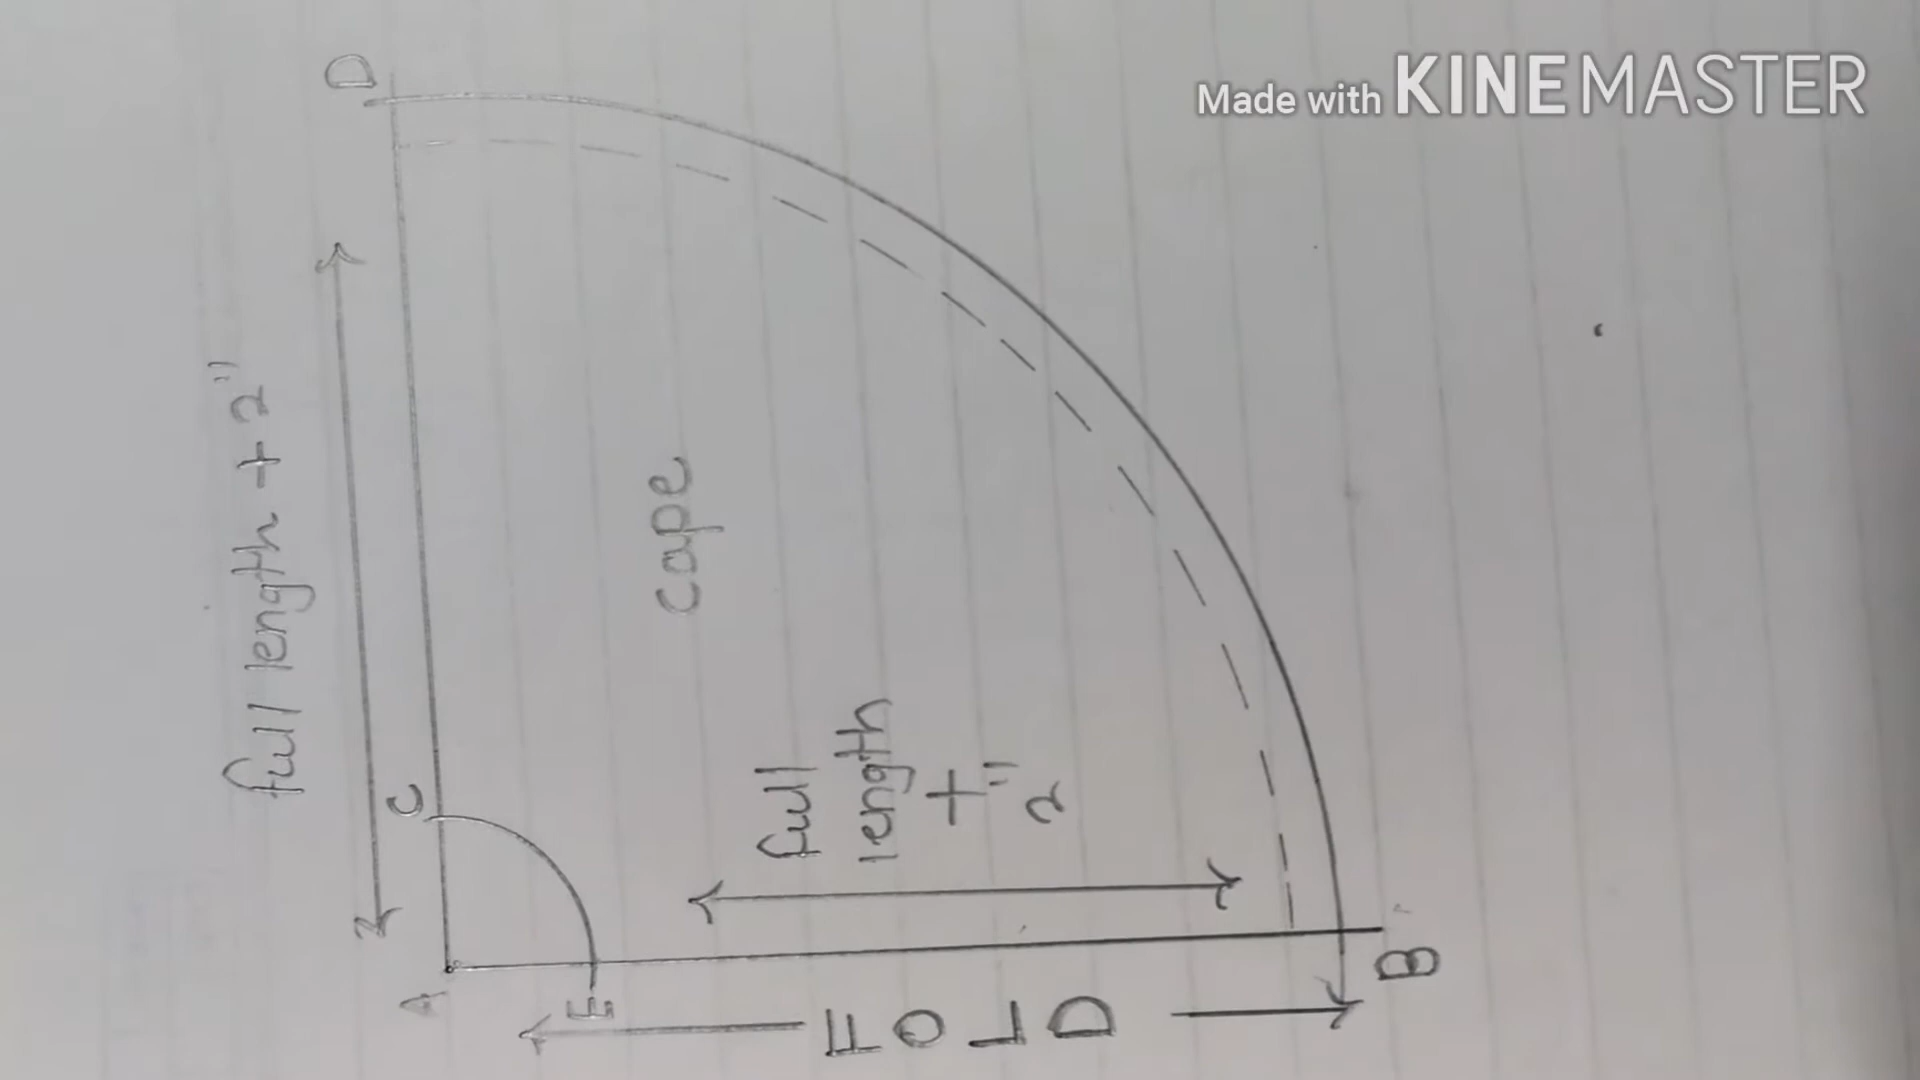 Made with KINEMASTER
D
full length + 2"
C
cape
full
length
+
2"
A
E
B
FOLD